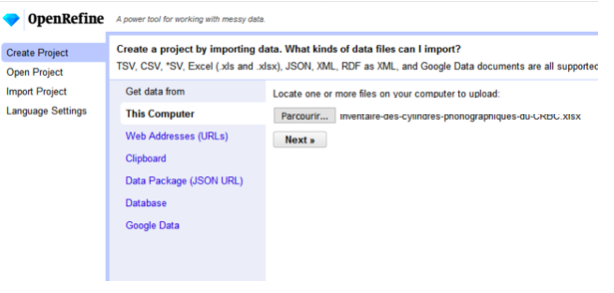 OpenRefine A power tool for working with messy data.
Create Project
Open Project
Import Project
Language Settings
Create a project by importing data. What kinds of data files can I import?
TSV, CSV, *SV, Excel (.xls and .xlsx), JSON, XML, RDF as XML, and Google Data documents are all supported
Get data from
This Computer
Web Addresses (URLs)
Clipboard
Data Package (JSON URL)
Database
Google Data
Locate one or more files on your computer to upload:
Parcourir... inventaire-des-cylindres-phonographiques-du-CRBC.xlsx
Next »